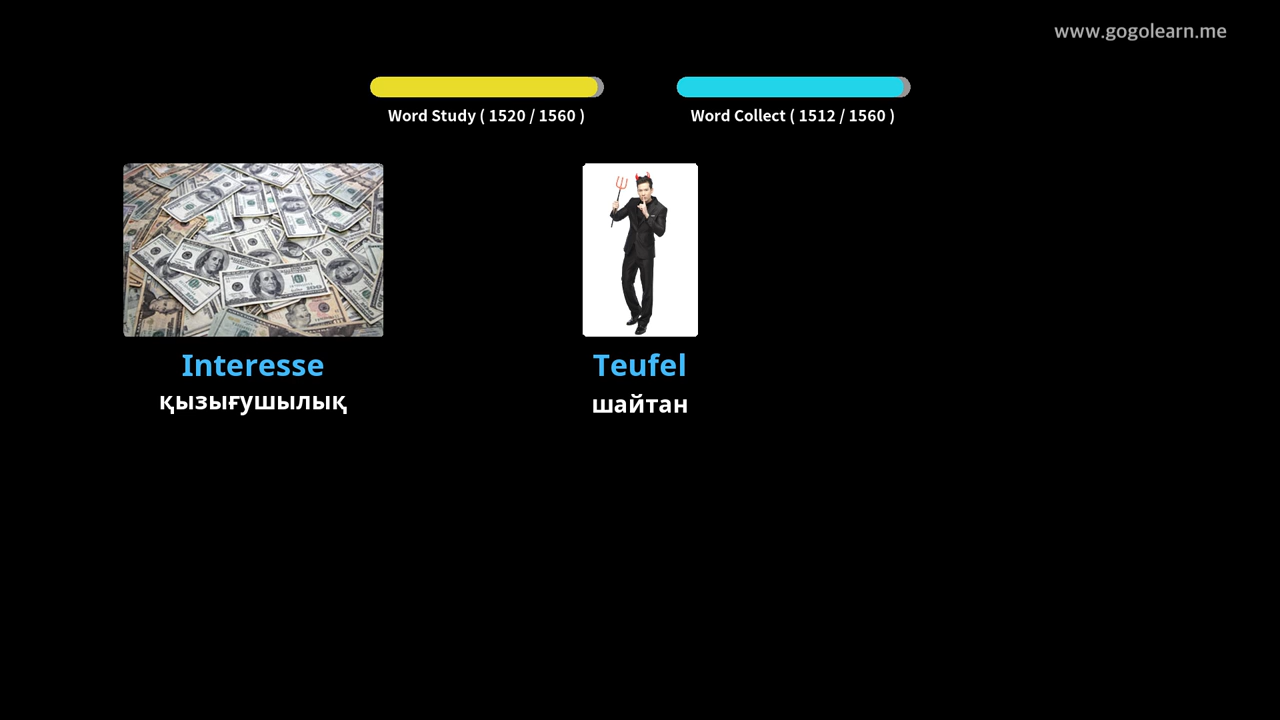 www.gogolearn.me
Word Study ( 1520 / 1560 )
Word Collect ( 1512 / 1560 )
Interesse
қызығушылық
Teufel
шайтан